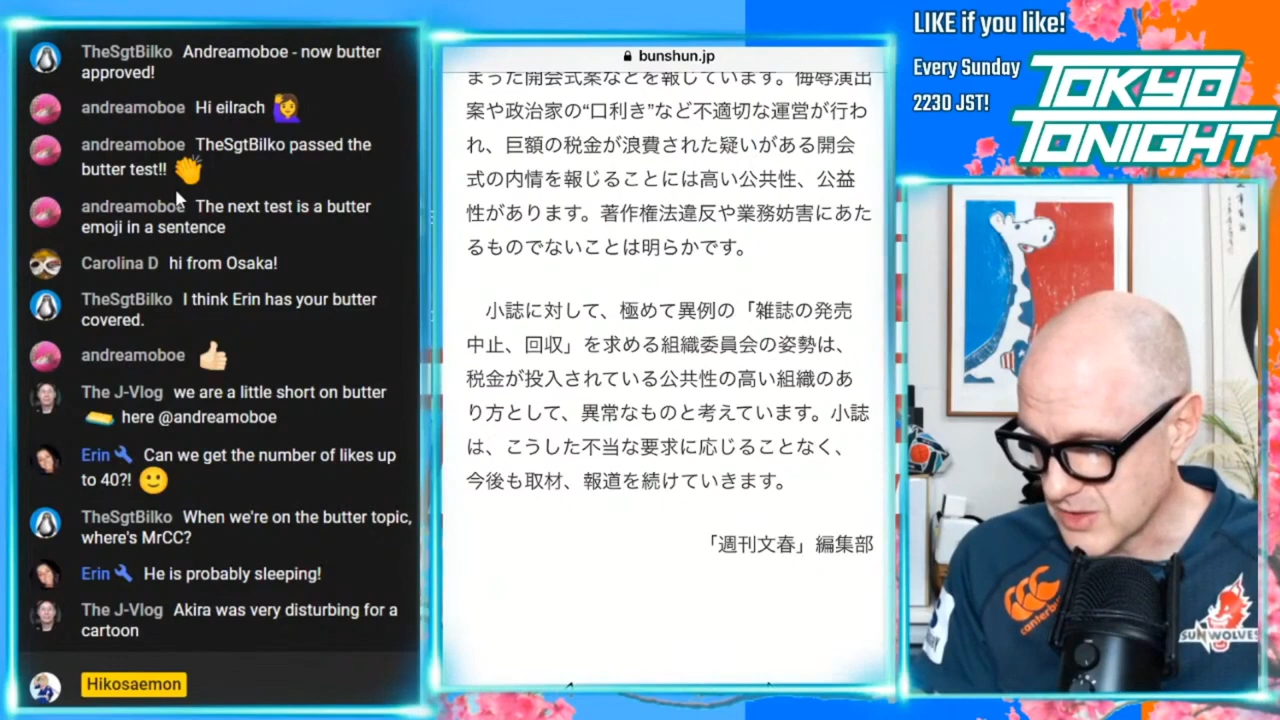 TheSgtBilko Andreamoboe - now butter
approved!
andreamoboe Hi eilrach 🙋‍♀️
andreamoboe TheSgtBilko passed the
butter test!! 👏
andreamoboe The next test is a butter
emoji in a sentence
Carolina D hi from Osaka!
TheSgtBilko I think Erin has your butter
covered.
andreamoboe 👍🏻
The J-Vlog we are a little short on butter
🧈 here @andreamoboe
Erin 🔧 Can we get the number of likes up
to 40?! 🙂
TheSgtBilko When we're on the butter topic,
where's MrCC?
Erin 🔧 He is probably sleeping!
The J-Vlog Akira was very disturbing for a
cartoon
Hikosaemon
bunshun.jp
まった開会式案などを報じています。侮辱演出
案や政治家の“口利き”など不適切な運営が行わ
れ、巨額の税金が浪費された疑いがある開会
式の内情を報じることには高い公共性、公益
性があります。著作権法違反や業務妨害にあた
るものでないことは明らかです。
小誌に対して、極めて異例の「雑誌の発売
中止、回収」を求める組織委員会の姿勢は、
税金が投入されている公共性の高い組織のあ
り方として、異常なものと考えています。小誌
は、こうした不当な要求に応じることなく、
今後も取材、報道を続けていきます。
「週刊文春」編集部
LIKE if you like!
Every Sunday
2230 JST!
TOKYO
TONIGHT
canterbu
SUNWOLVES